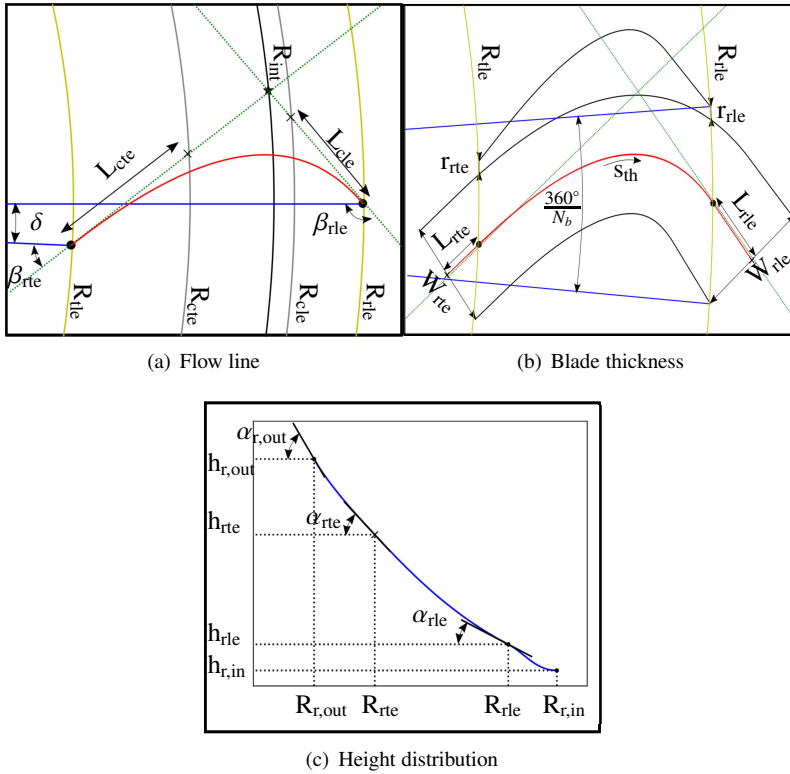 R_int
L_cte
L_cle
δ
β_rle
β_rte
R_tle
R_cte
R_cle
R_rle
(a) Flow line
R_tle
R_rle
r_rle
r_rte
s_th
360°
N_b
L_rte
L_rle
W_rte
W_rle
(b) Blade thickness
α_r,out
h_r,out
α_rte
h_rte
α_rle
h_rle
h_r,in
R_r,out R_rte R_rle R_r,in
(c) Height distribution